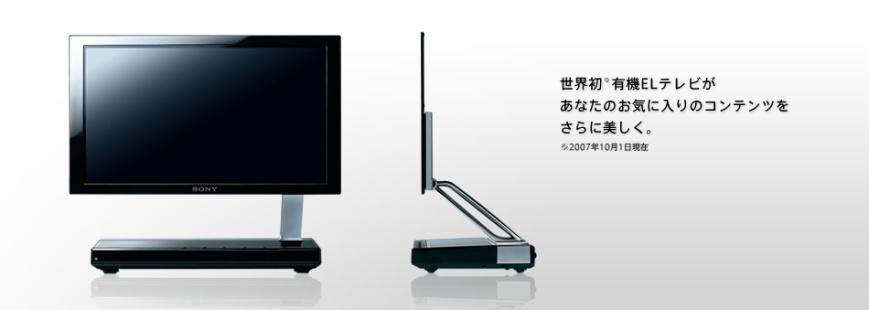 SONY
世界初※有機ELテレビが
あなたのお気に入りのコンテンツを
さらに美しく。
※2007年10月1日現在